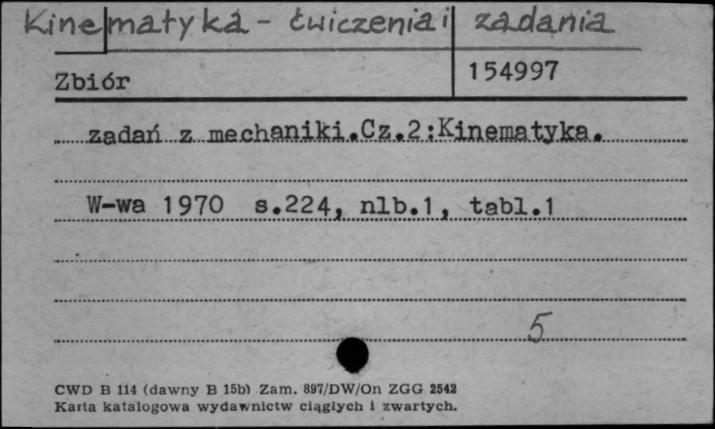 Kinematyka - ćwiczenia i zadania
Zbiór 154997
zadań z mechaniki.Cz.2:Kinematyka.
W-wa 1970 s.224, nlb.1, tabl.1
5
CWD B 114 (dawny B 15b) Zam. 897/DW/On ZGG 2542
Karta katalogowa wydawnictw ciągłych i zwartych.